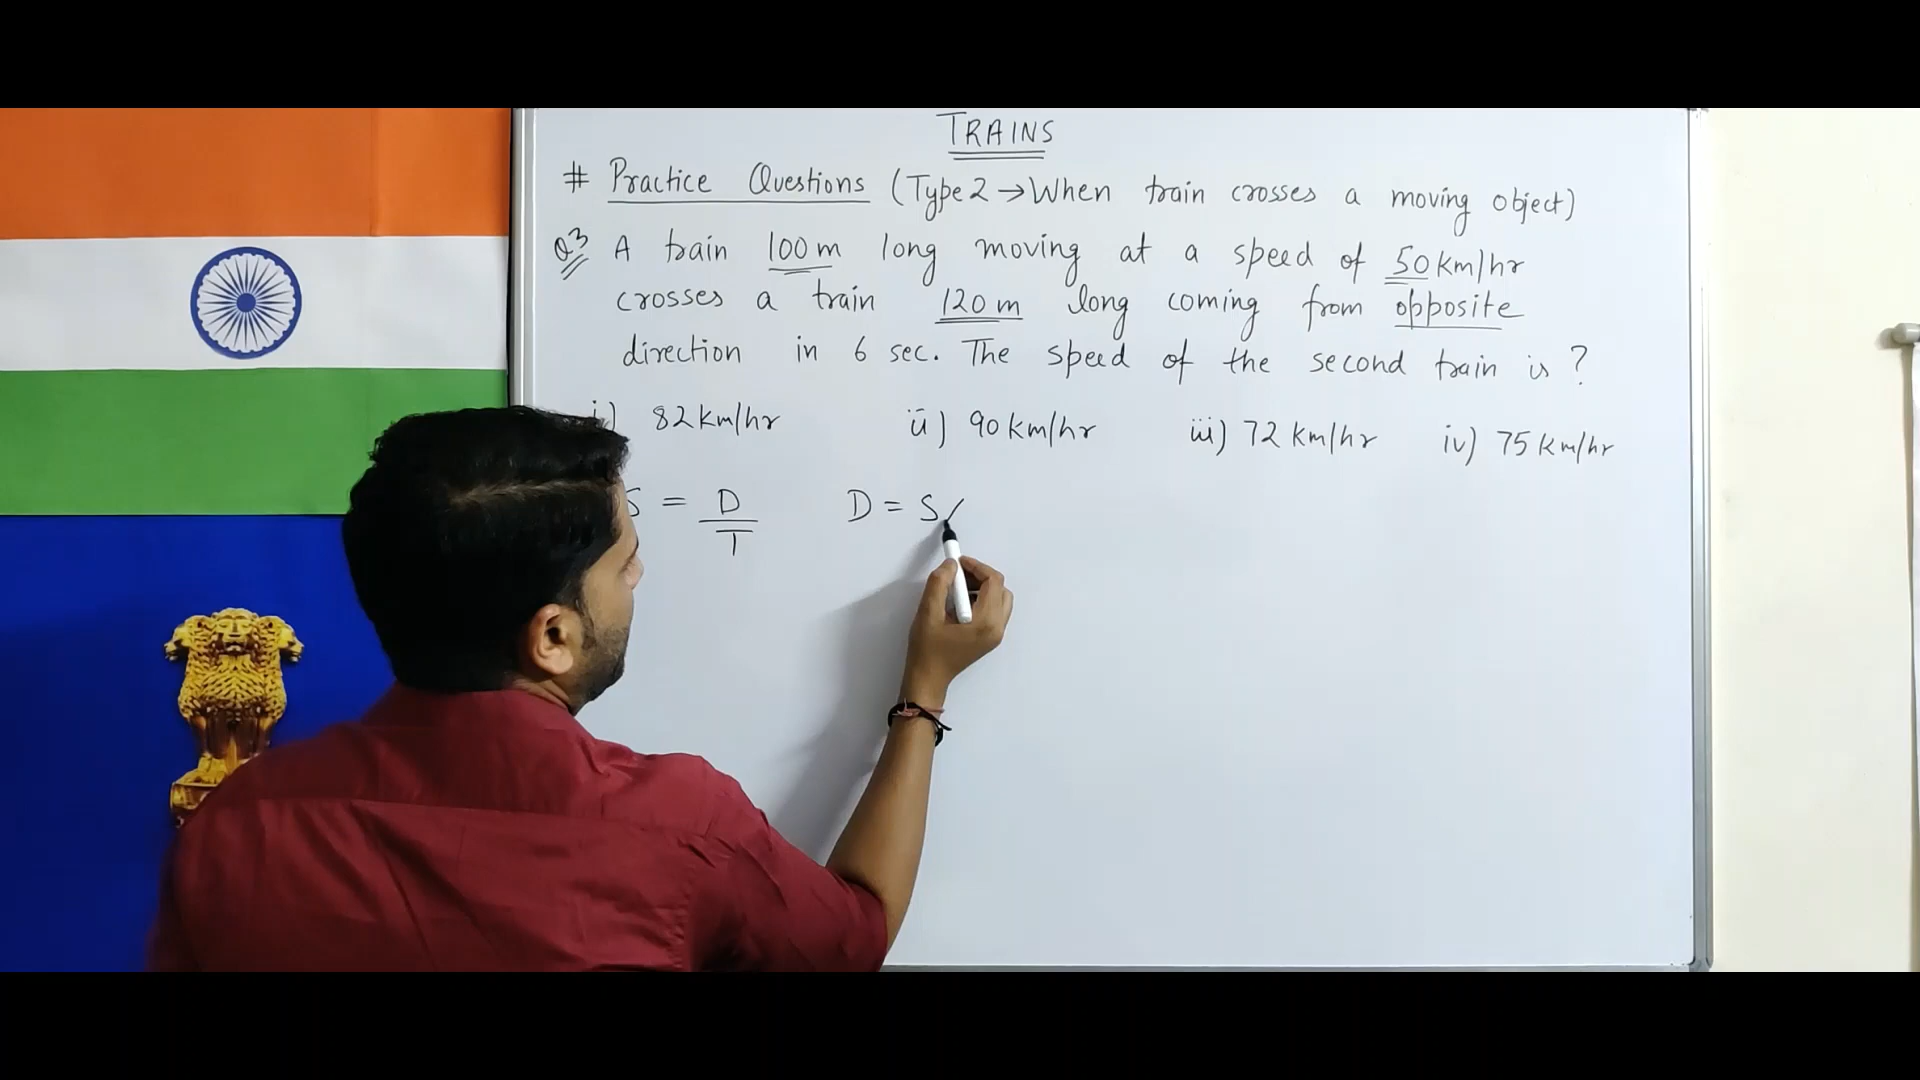 TRAINS
# Practice Questions (Type 2 → When train crosses a moving object)
Q3 A train 100 m long moving at a speed of 50 km/hr
crosses a train 120 m long coming from opposite
direction in 6 sec. The speed of the second train is ?
i) 82 km/hr ii) 90 km/hr iii) 72 km/hr iv) 75 km/hr
S = D/T D = S